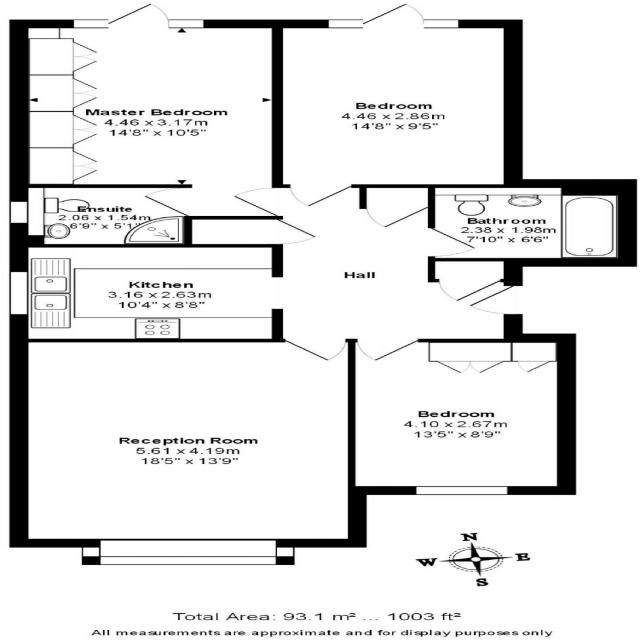 Master Bedroom
4.46 x 3.17m
14'8" x 10'5"
Bedroom
4.46 x 2.86m
14'8" x 9'5"
Ensuite
2.06 x 1.54m
6'9" x 5'1"
Bathroom
2.38 x 1.98m
7'10" x 6'6"
Hall
Kitchen
3.16 x 2.63m
10'4" x 8'8"
Bedroom
4.10 x 2.67m
13'5" x 8'9"
Reception Room
5.61 x 4.19m
18'5" x 13'9"
N
W E
S
Total Area: 93.1 m² ... 1003 ft²
All measurements are approximate and for display purposes only